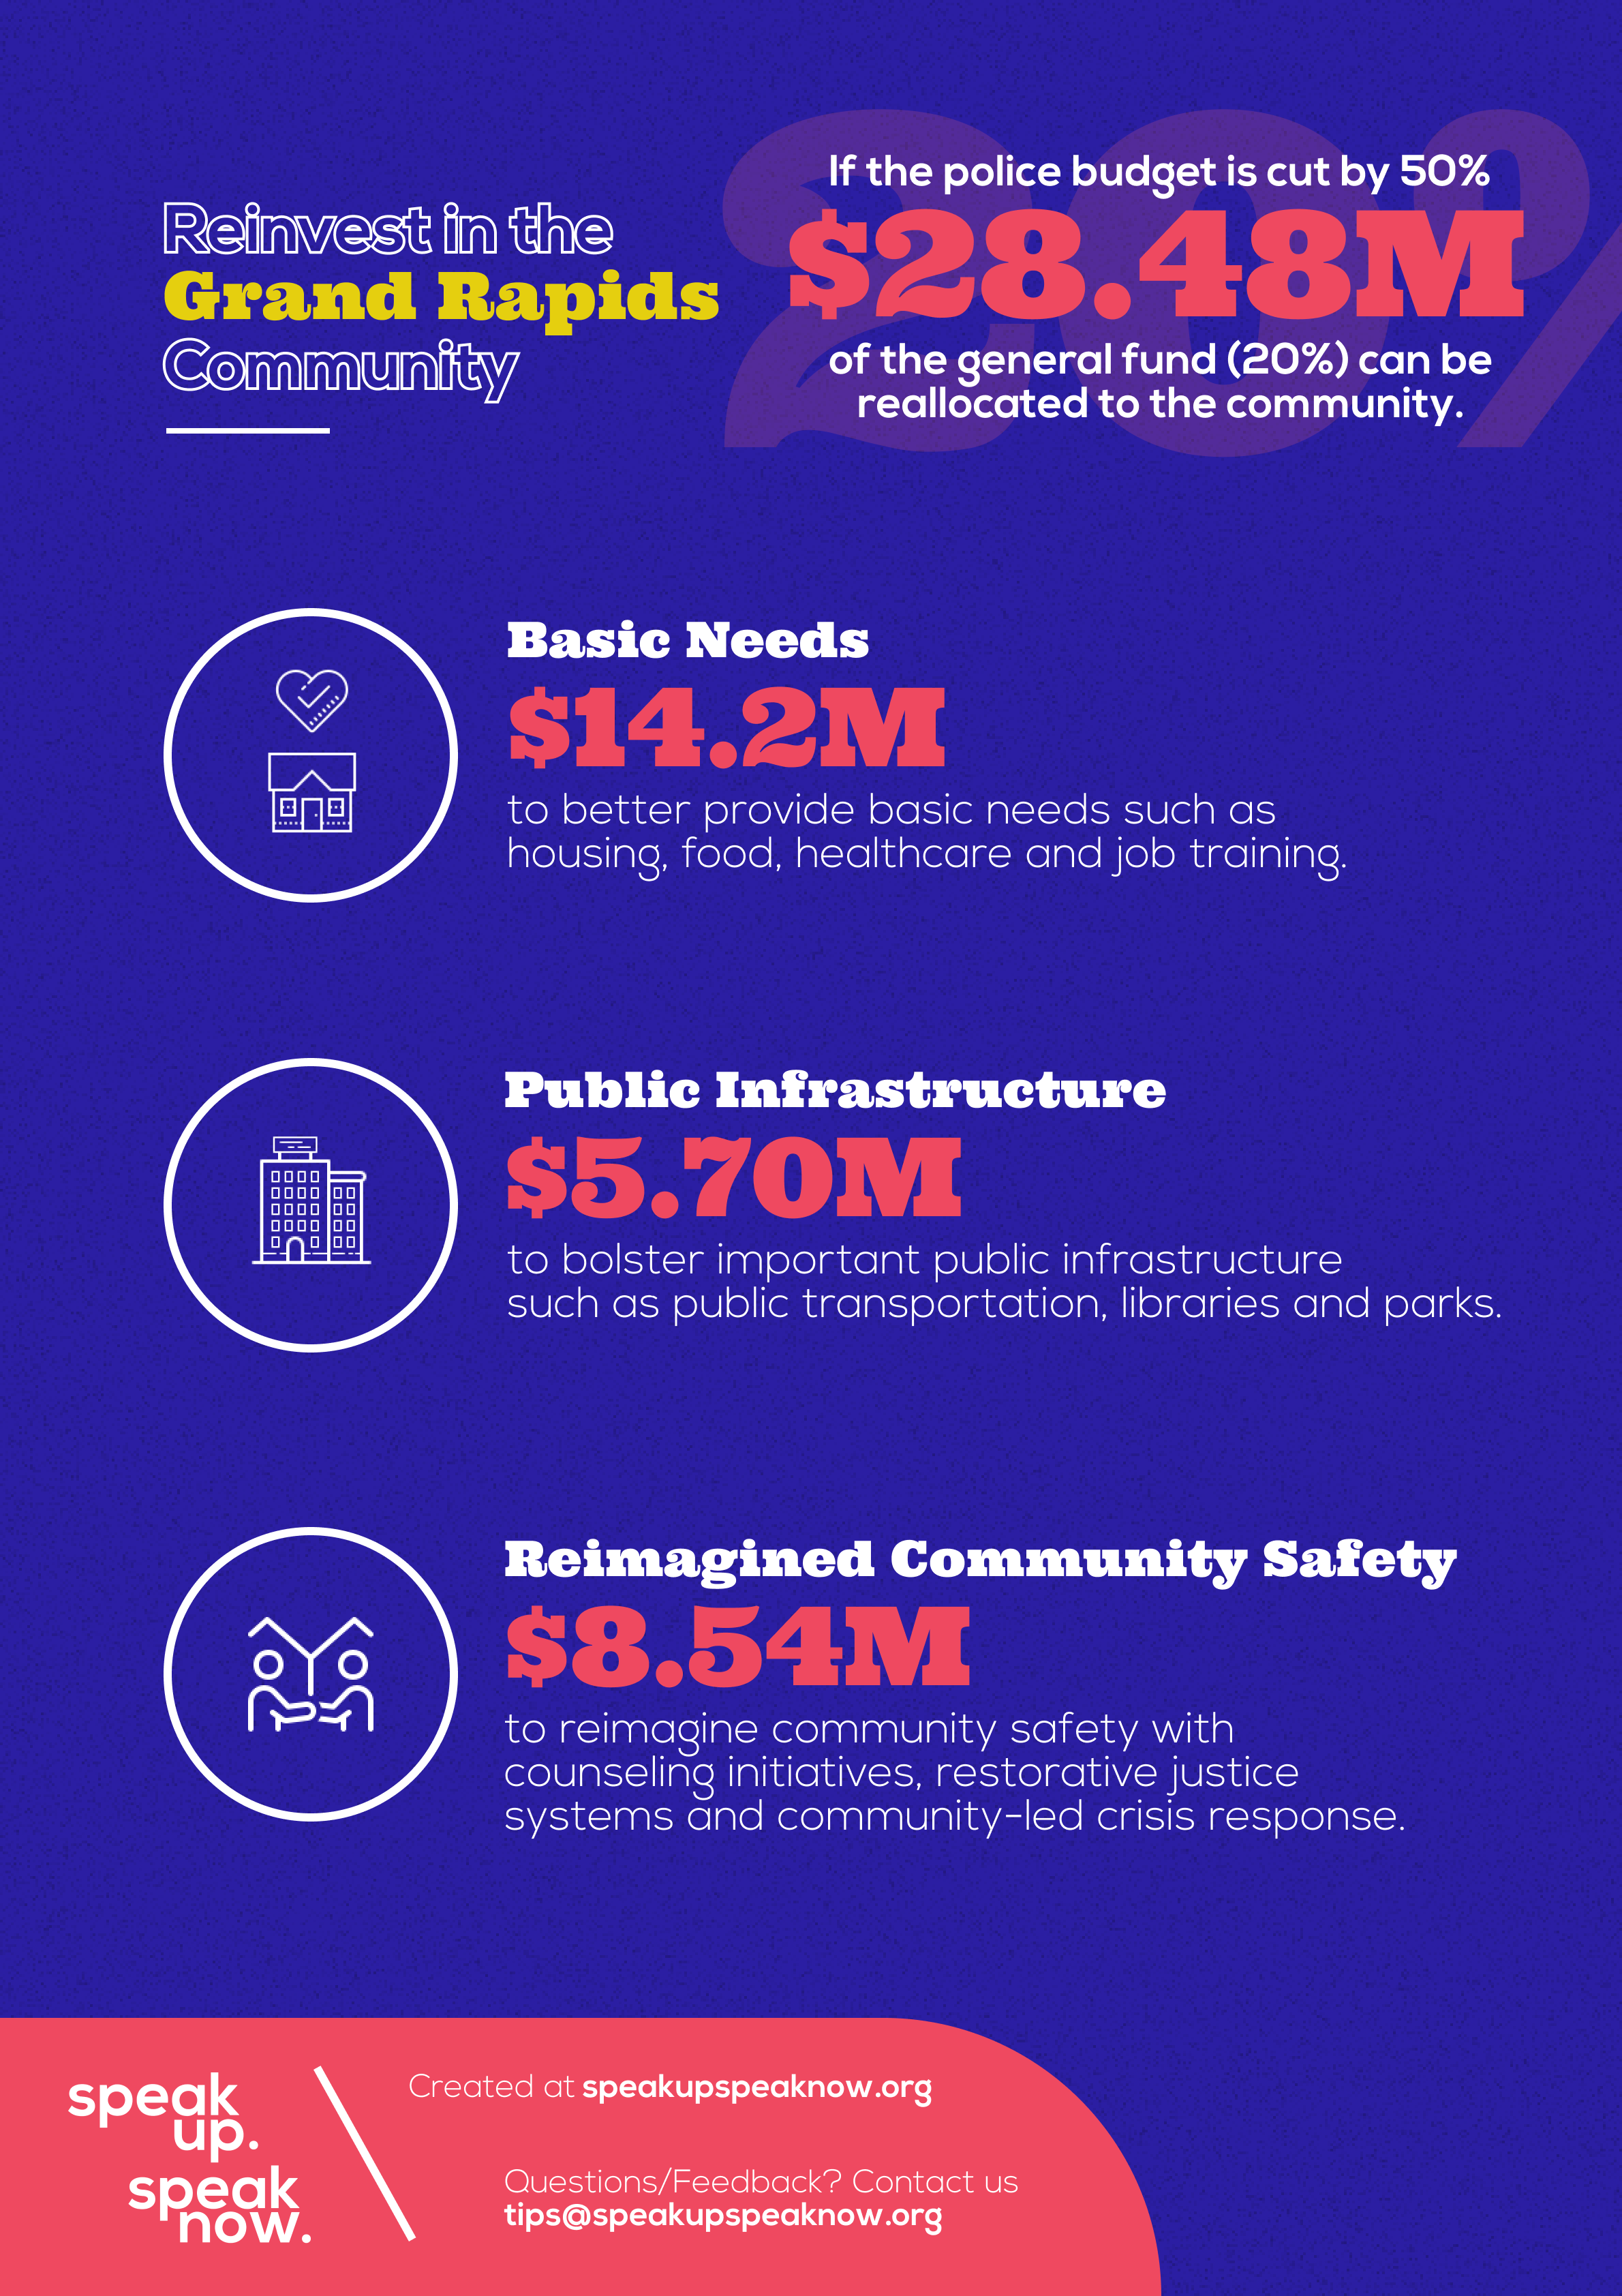 Reinvest in the
Grand Rapids
Community
20%
If the police budget is cut by 50%
$28.48M
of the general fund (20%) can be
reallocated to the community.
Basic Needs
$14.2M
to better provide basic needs such as
housing, food, healthcare and job training.
Public Infrastructure
$5.70M
to bolster important public infrastructure
such as public transportation, libraries and parks.
Reimagined Community Safety
$8.54M
to reimagine community safety with
counseling initiatives, restorative justice
systems and community-led crisis response.
speak
up.
speak
now.
Created at speakupspeaknow.org
Questions/Feedback? Contact us
tips@speakupspeaknow.org